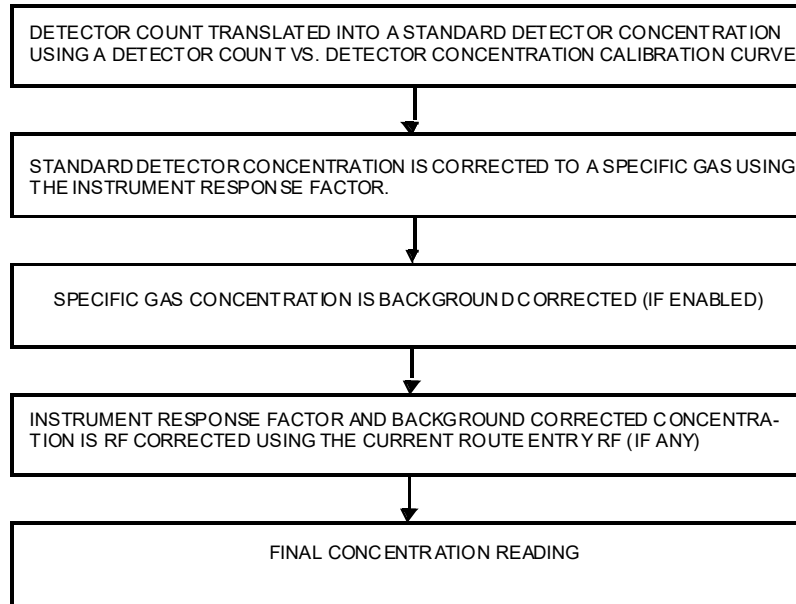 DETECTOR COUNT TRANSLATED INTO A STANDARD DETECTOR CONCENTRATION
USING A DETECTOR COUNT VS. DETECTOR CONCENTRATION CALIBRATION CURVE
STANDARD DETECTOR CONCENTRATION IS CORRECTED TO A SPECIFIC GAS USING
THE INSTRUMENT RESPONSE FACTOR.
SPECIFIC GAS CONCENTRATION IS BACKGROUND CORRECTED (IF ENABLED)
INSTRUMENT RESPONSE FACTOR AND BACKGROUND CORRECTED CONCENTRA-
TION IS RF CORRECTED USING THE CURRENT ROUTE ENTRY RF (IF ANY)
FINAL CONCENTRATION READING